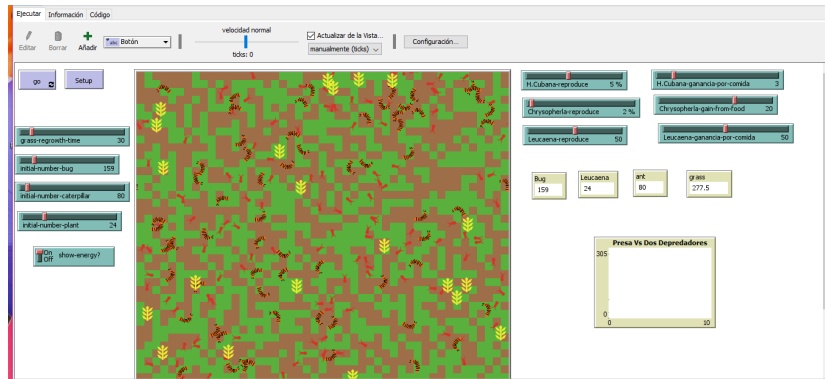 Ejecutar Información Código
Editar Borrar Añadir
Abc Botón
velocidad normal
ticks: 0
Actualizar de la Vista...
manualmente (ticks)
Configuración...
go Setup
grass-regrowth-time 30
initial-number-bug 159
initial-number-caterpillar 80
initial-number-plant 24
On
Off
show-energy?
H.Cubana-reproduce 5 %
H.Cubana-ganancia-por-comida 3
Chrysopherla-reproduce 2 %
Chrysopherla-gain-from-food 20
Leucaena-reproduce 50
Leucaena-ganancia-por-comida 50
Bug
159
Leucaena
24
ant
80
grass
277.5
Presa Vs Dos Depredadores
305
0
0 10